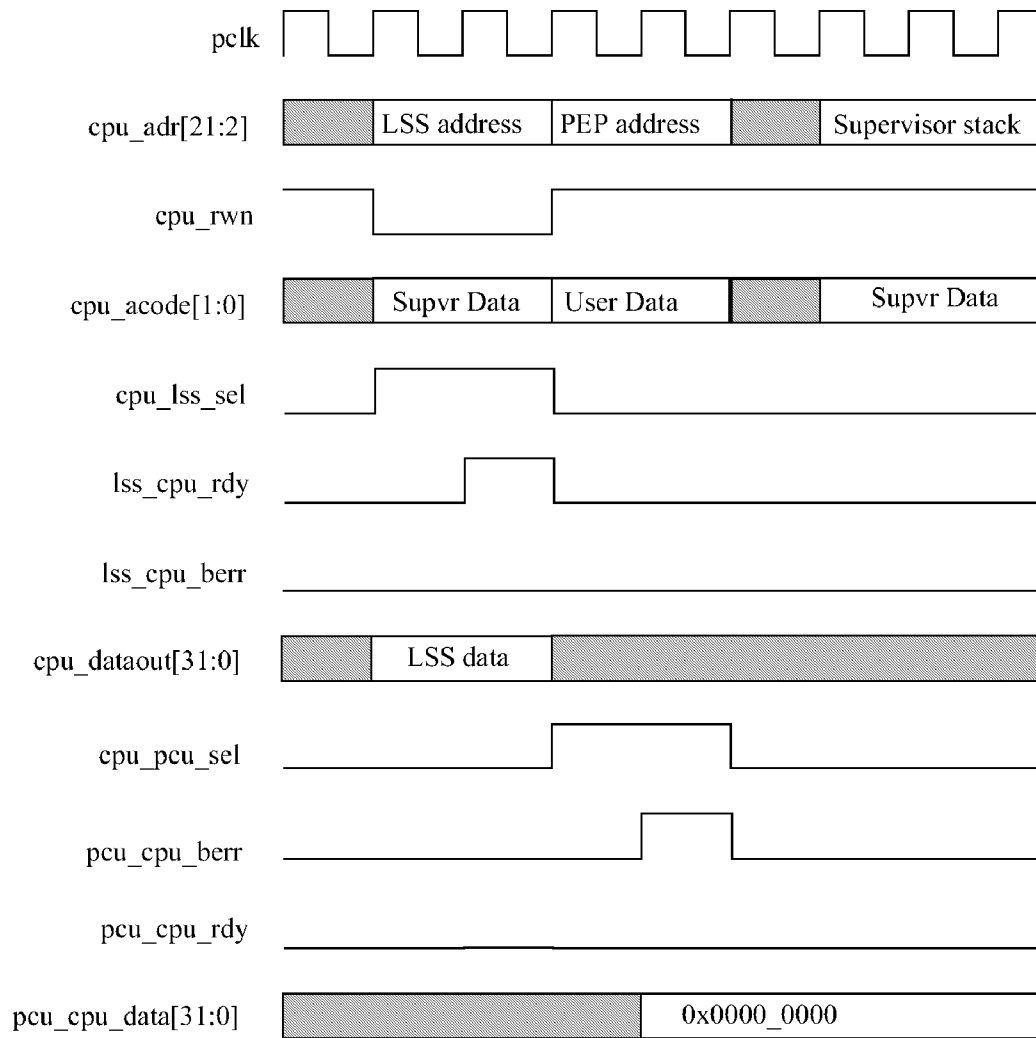 pclk
cpu_adr[21:2] LSS address PEP address Supervisor stack
cpu_rwn
cpu_acode[1:0] Supvr Data User Data Supvr Data
cpu_lss_sel
lss_cpu_rdy
lss_cpu_berr
cpu_dataout[31:0] LSS data
cpu_pcu_sel
pcu_cpu_berr
pcu_cpu_rdy
pcu_cpu_data[31:0] 0x0000_0000